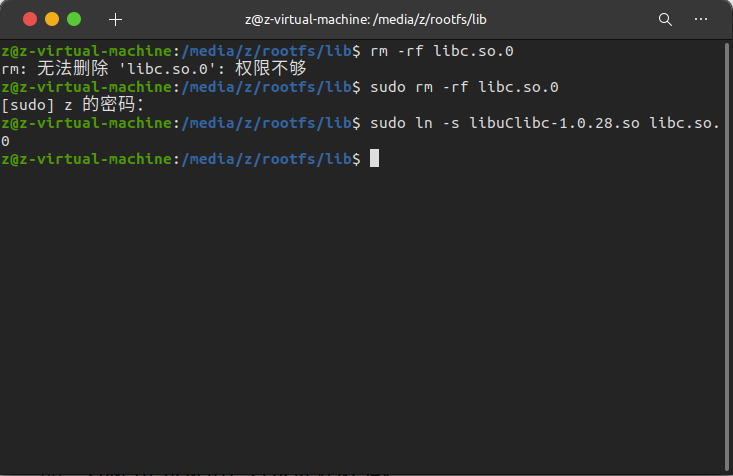 z@z-virtual-machine: /media/z/rootfs/lib
z@z-virtual-machine:/media/z/rootfs/lib$ rm -rf libc.so.0
rm: 无法删除 'libc.so.0': 权限不够
z@z-virtual-machine:/media/z/rootfs/lib$ sudo rm -rf libc.so.0
[sudo] z 的密码：
z@z-virtual-machine:/media/z/rootfs/lib$ sudo ln -s libuClibc-1.0.28.so libc.so.
0
z@z-virtual-machine:/media/z/rootfs/lib$